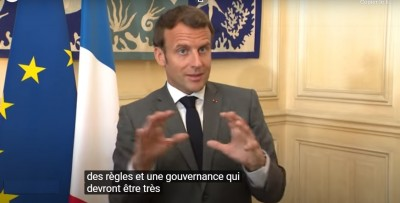 des règles et une gouvernance qui
devront être très